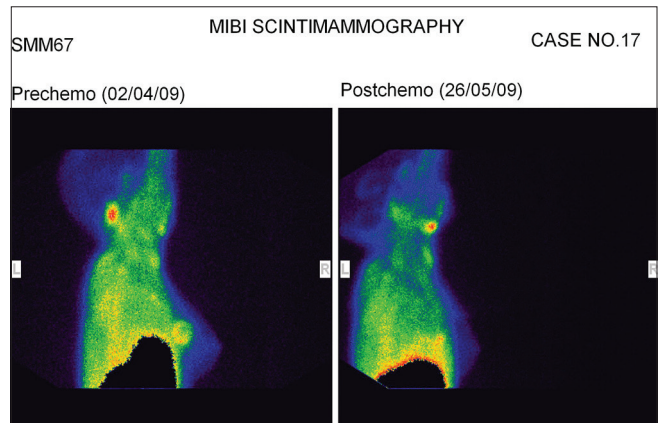 MIBI SCINTIMAMMOGRAPHY
SMM67
CASE NO.17
Prechemo (02/04/09)
Postchemo (26/05/09)
L
R
L
R